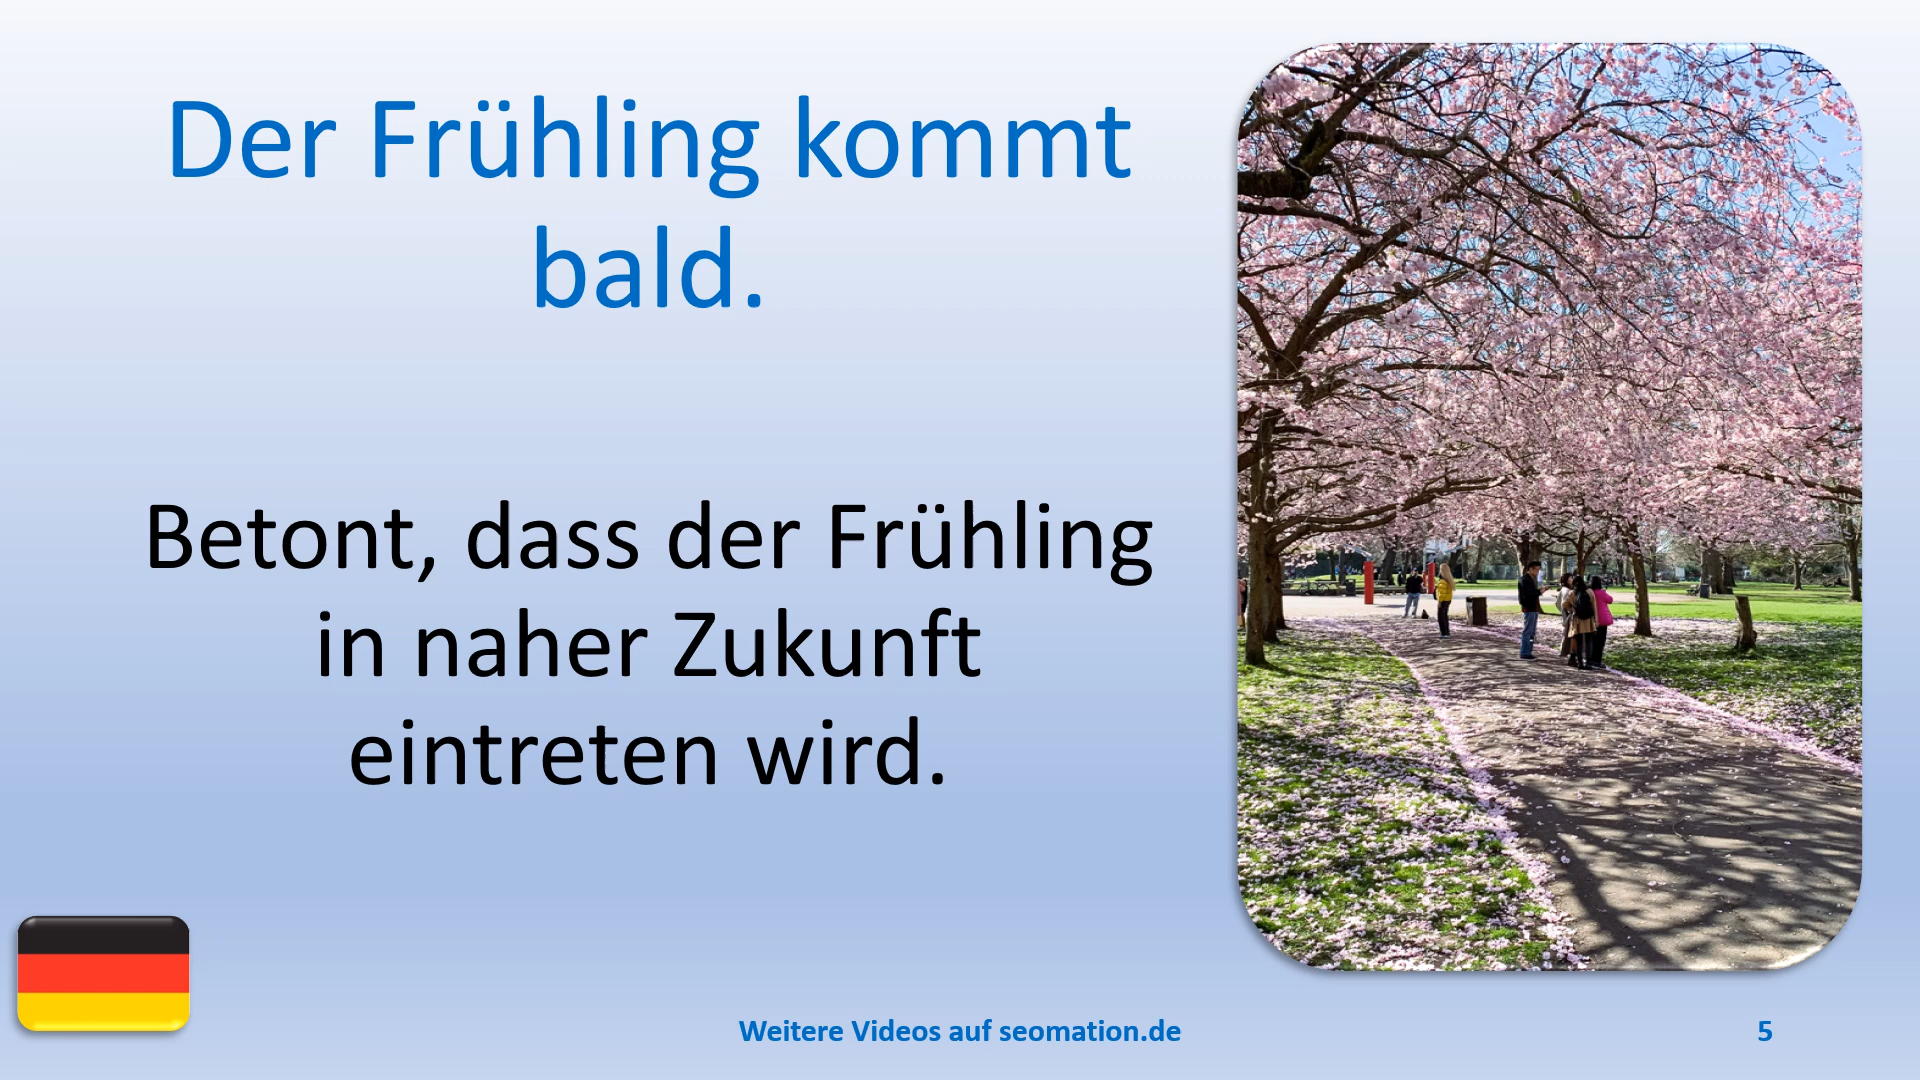 Der Frühling kommt
bald.
Betont, dass der Frühling
in naher Zukunft
eintreten wird.
Weitere Videos auf seomation.de
5